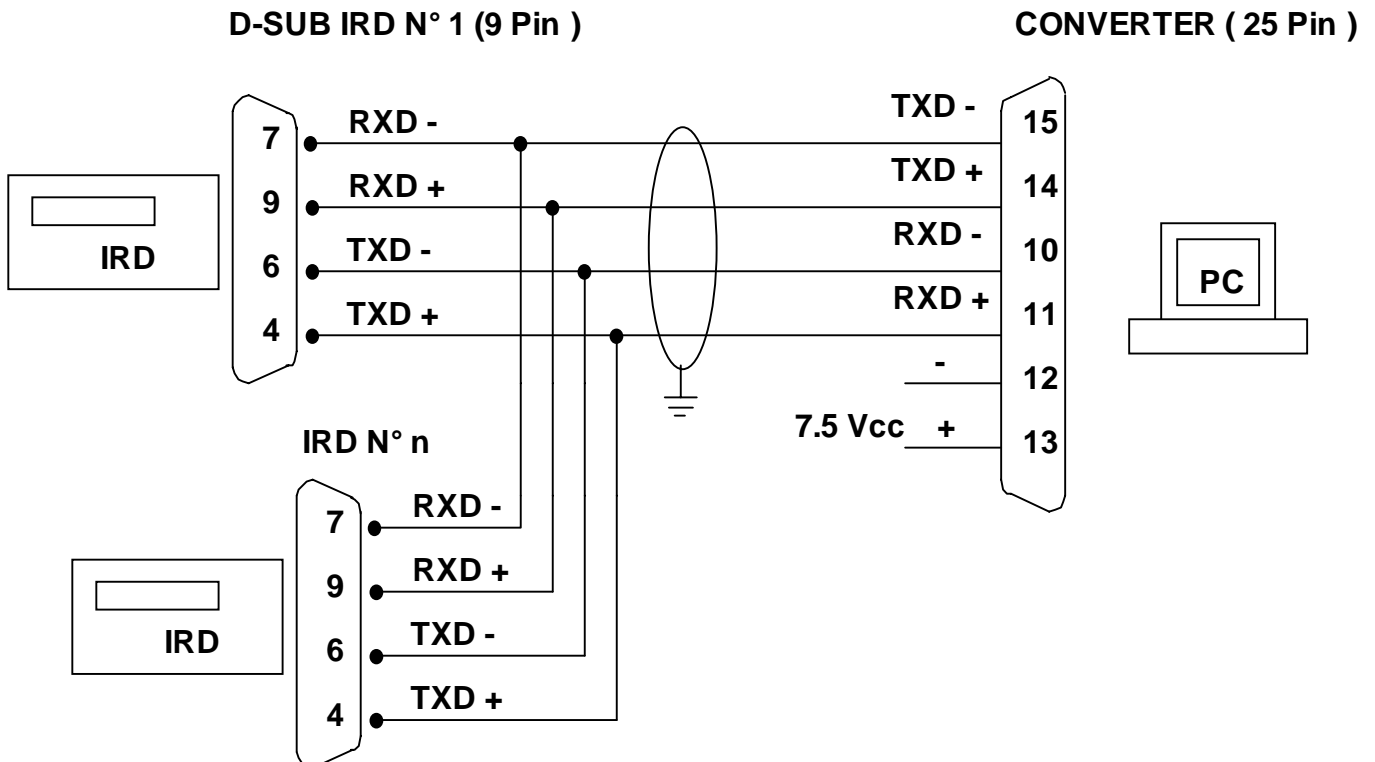 D-SUB IRD N° 1 (9 Pin )
CONVERTER ( 25 Pin )
7
RXD -
TXD -
15
9
RXD +
TXD +
14
IRD
6
TXD -
RXD -
10
PC
4
TXD +
RXD +
11
-
12
7.5 Vcc
+
13
IRD N° n
7
RXD -
9
RXD +
IRD
6
TXD -
4
TXD +